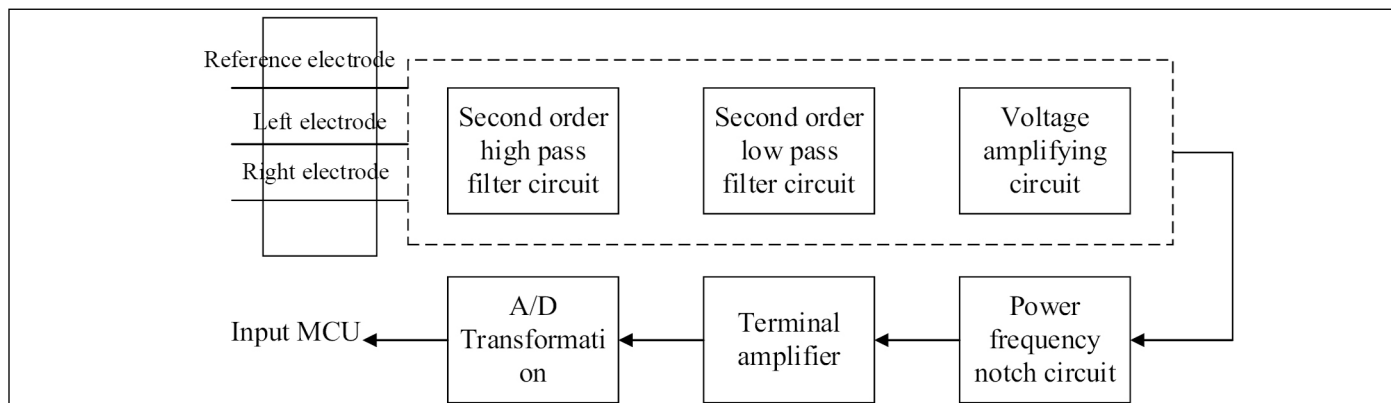 Reference electrode
Left electrode
Right electrode
Second order
high pass
filter circuit
Second order
low pass
filter circuit
Voltage
amplifying
circuit
Input MCU
A/D
Transformati
on
Terminal
amplifier
Power
frequency
notch circuit